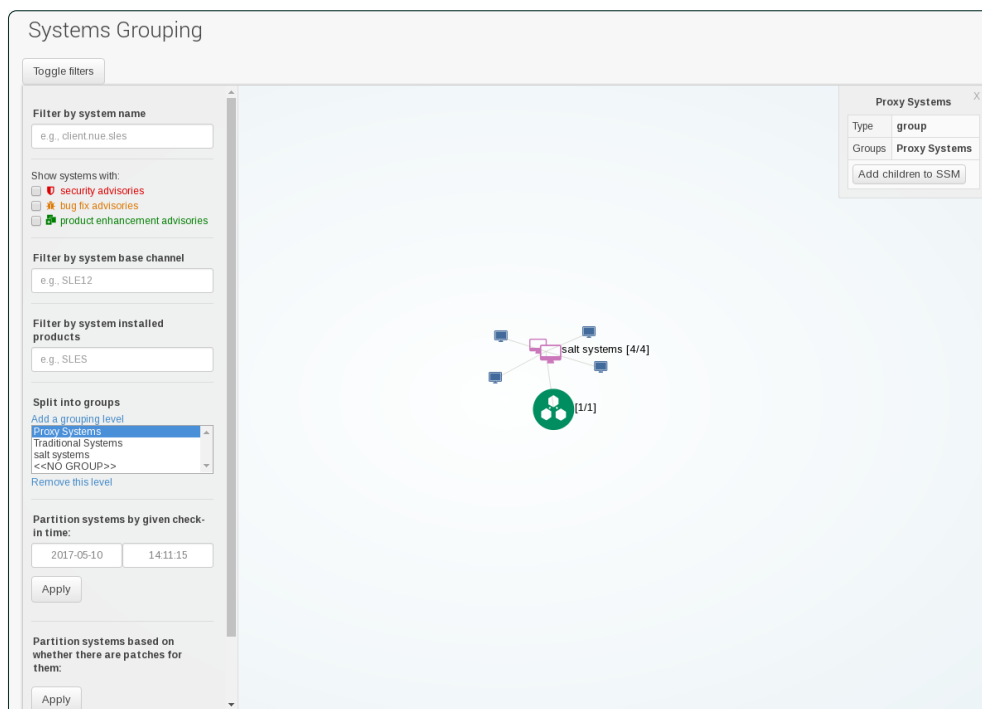 Systems Grouping
Toggle filters
Filter by system name
e.g., client.nue.sles
Show systems with:
security advisories
bug fix advisories
product enhancement advisories
Filter by system base channel
e.g., SLE12
Filter by system installed
products
e.g., SLES
Split into groups
Add a grouping level
Proxy Systems
Traditional Systems
salt systems
<<NO GROUP>>
Remove this level
Partition systems by given check-
in time:
2017-05-10 14:11:15
Apply
Partition systems based on
whether there are patches for
them:
Apply
salt systems [4/4]
[1/1]
Proxy Systems X
Type group
Groups Proxy Systems
Add children to SSM